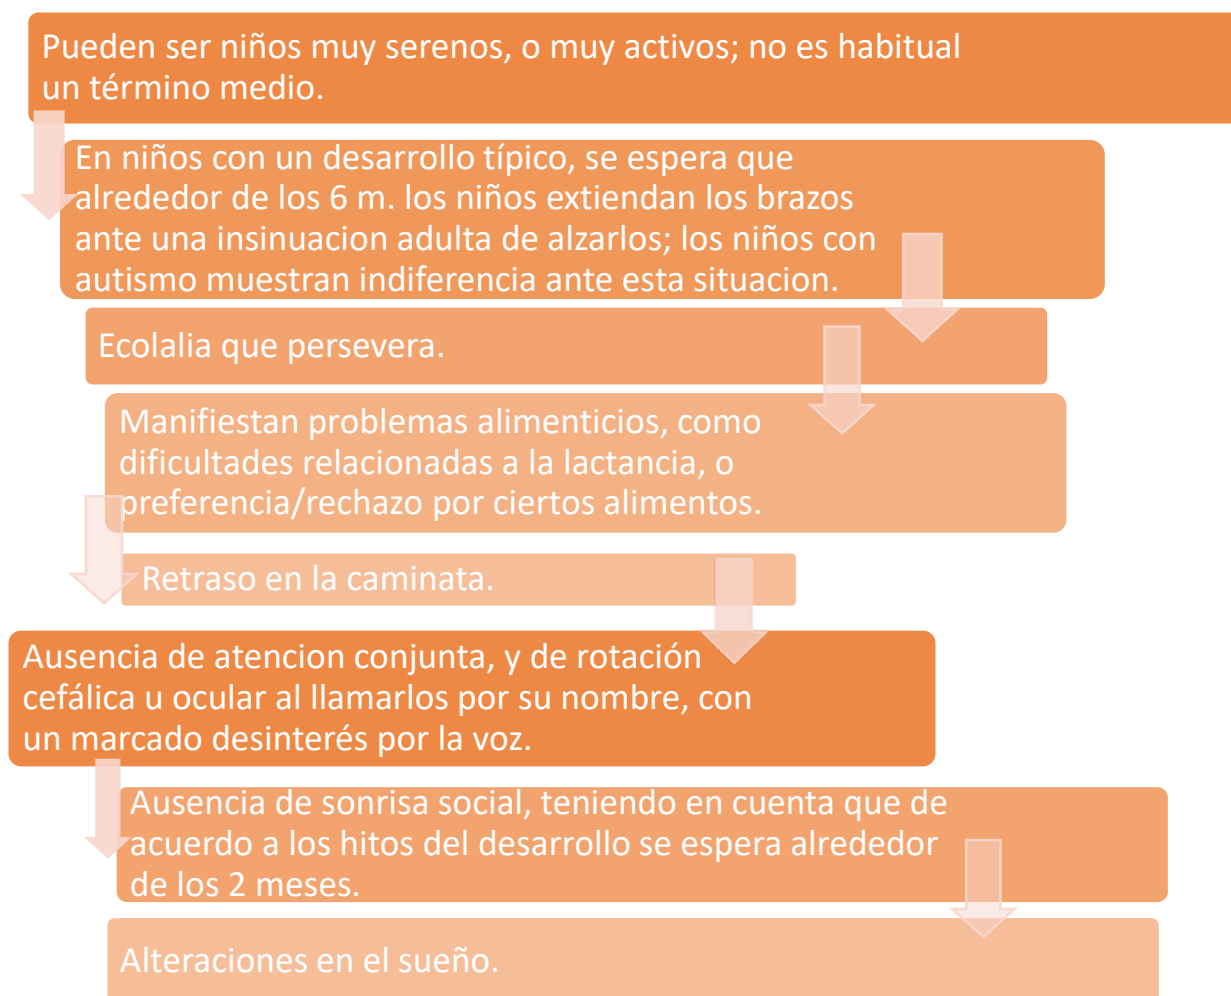 Pueden ser niños muy serenos, o muy activos; no es habitual
un término medio.
En niños con un desarrollo típico, se espera que
alrededor de los 6 m. los niños extiendan los brazos
ante una insinuacion adulta de alzarlos; los niños con
autismo muestran indiferencia ante esta situacion.
Ecolalia que persevera.
Manifiestan problemas alimenticios, como
dificultades relacionadas a la lactancia, o
preferencia/rechazo por ciertos alimentos.
Retraso en la caminata.
Ausencia de atencion conjunta, y de rotación
cefálica u ocular al llamarlos por su nombre, con
un marcado desinterés por la voz.
Ausencia de sonrisa social, teniendo en cuenta que de
acuerdo a los hitos del desarrollo se espera alrededor
de los 2 meses.
Alteraciones en el sueño.